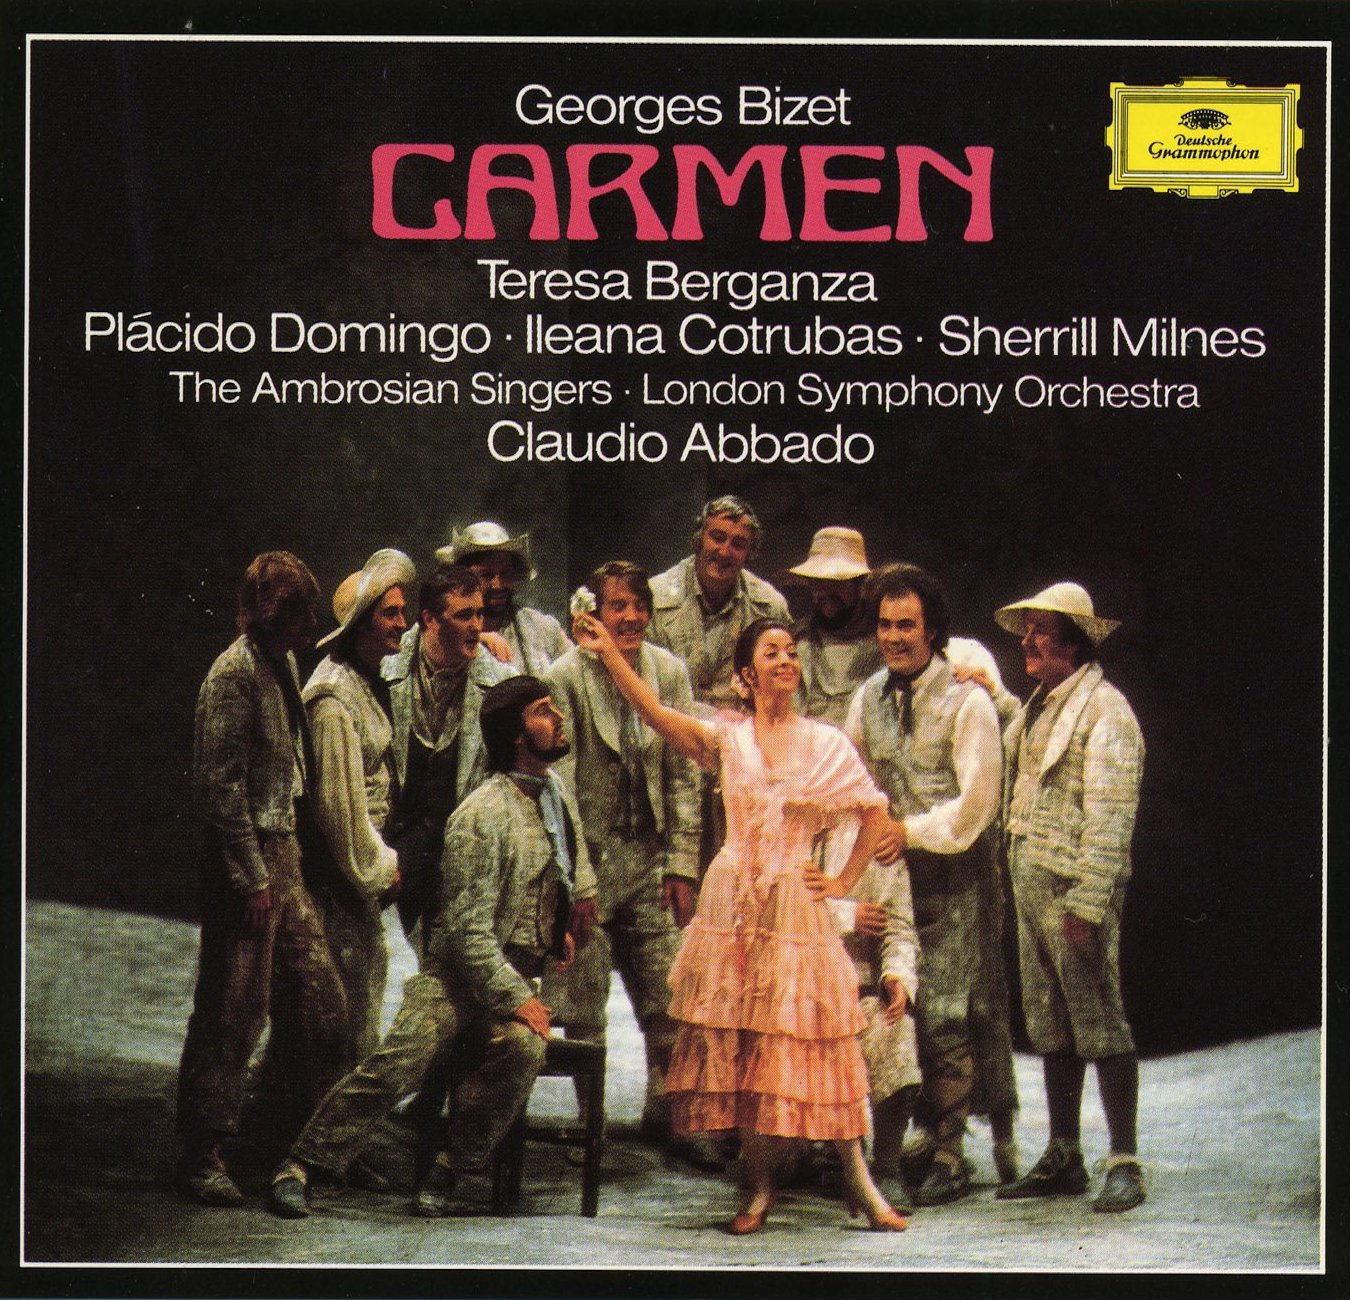 Georges Bizet
CARMEN
Deutsche
Grammophon
Teresa Berganza
Plácido Domingo · Ileana Cotrubas · Sherrill Milnes
The Ambrosian Singers · London Symphony Orchestra
Claudio Abbado